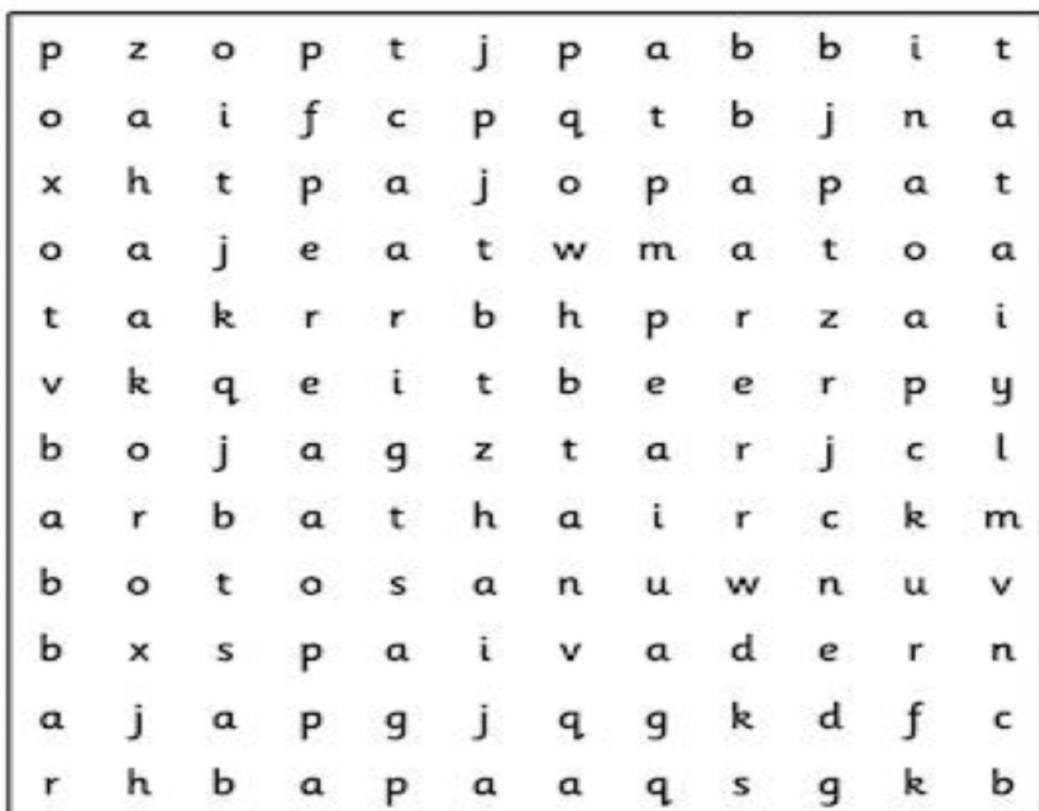 p z o p t j p a b b i t
o a i f c p q t b j n a
x h t p a j o p a p a t
o a j e a t w m a t o a
t a k r r b h p r z a i
v k q e i t b e e r p y
b o j a g z t a r j c l
a r b a t h a i r c k m
b o t o s a n u w n u v
b x s p a i v a d e r n
a j a p g j q g k d f c
r h b a p a a q s g k b